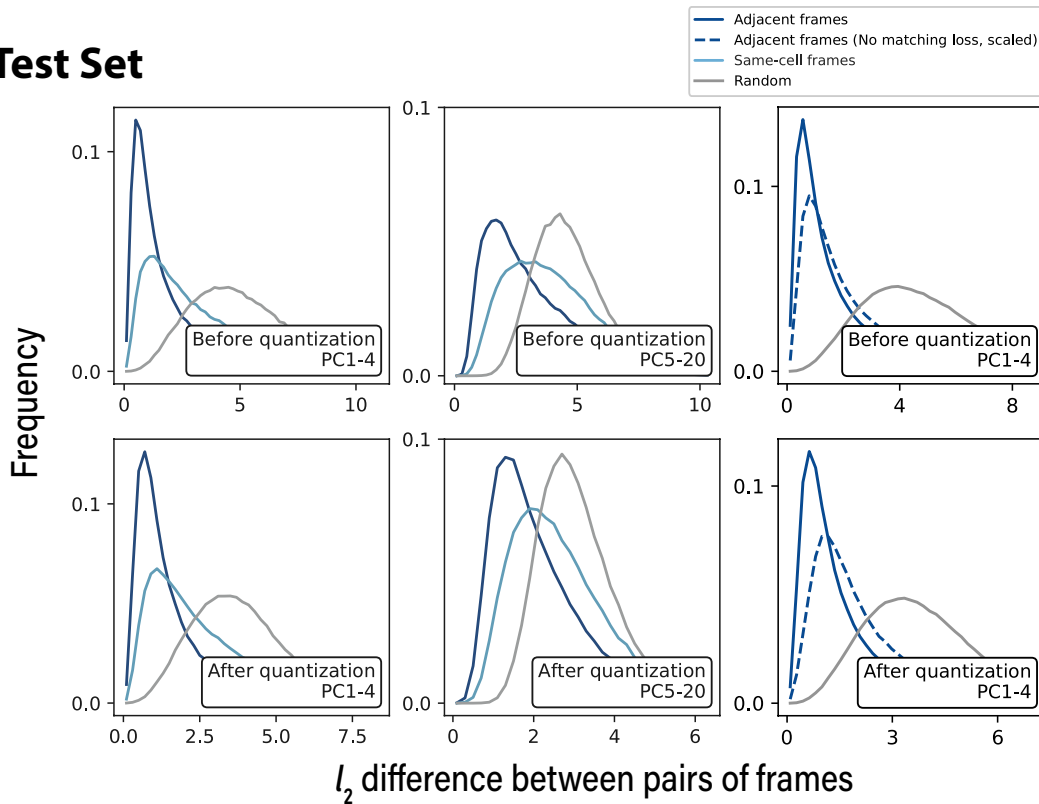 Adjacent frames
Adjacent frames (No matching loss, scaled)
Same-cell frames
Random
Test Set
0.1
0.0
0
5
10
Before quantization
PC1-4
0.1
0.0
0
5
10
Before quantization
PC5-20
0.1
0.0
0
4
8
Before quantization
PC1-4
Frequency
0.1
0.0
0.0
2.5
5.0
7.5
After quantization
PC1-4
0.1
0.0
0
2
4
6
After quantization
PC5-20
0.1
0.0
0
3
6
After quantization
PC1-4
l₂ difference between pairs of frames